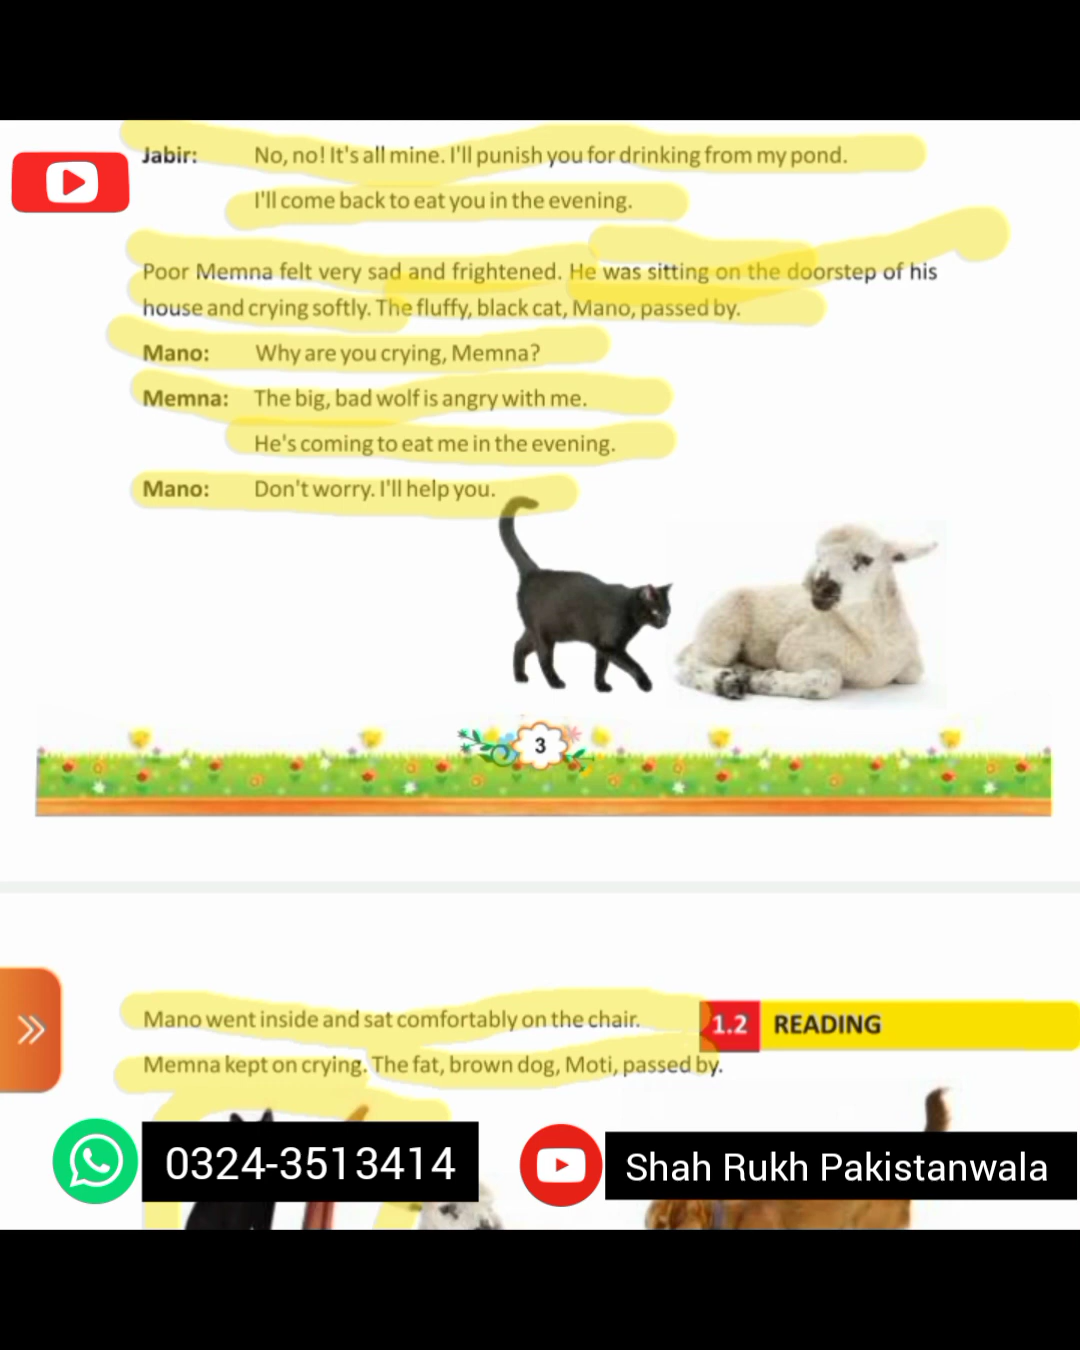 Jabir: No, no! It's all mine. I'll punish you for drinking from my pond.
I'll come back to eat you in the evening.
Poor Memna felt very sad and frightened. He was sitting on the doorstep of his
house and crying softly. The fluffy, black cat, Mano, passed by.
Mano: Why are you crying, Memna?
Memna: The big, bad wolf is angry with me.
He's coming to eat me in the evening.
Mano: Don't worry. I'll help you.
3
Mano went inside and sat comfortably on the chair.
1.2 READING
Memna kept on crying. The fat, brown dog, Moti, passed by.
0324-3513414
Shah Rukh Pakistanwala